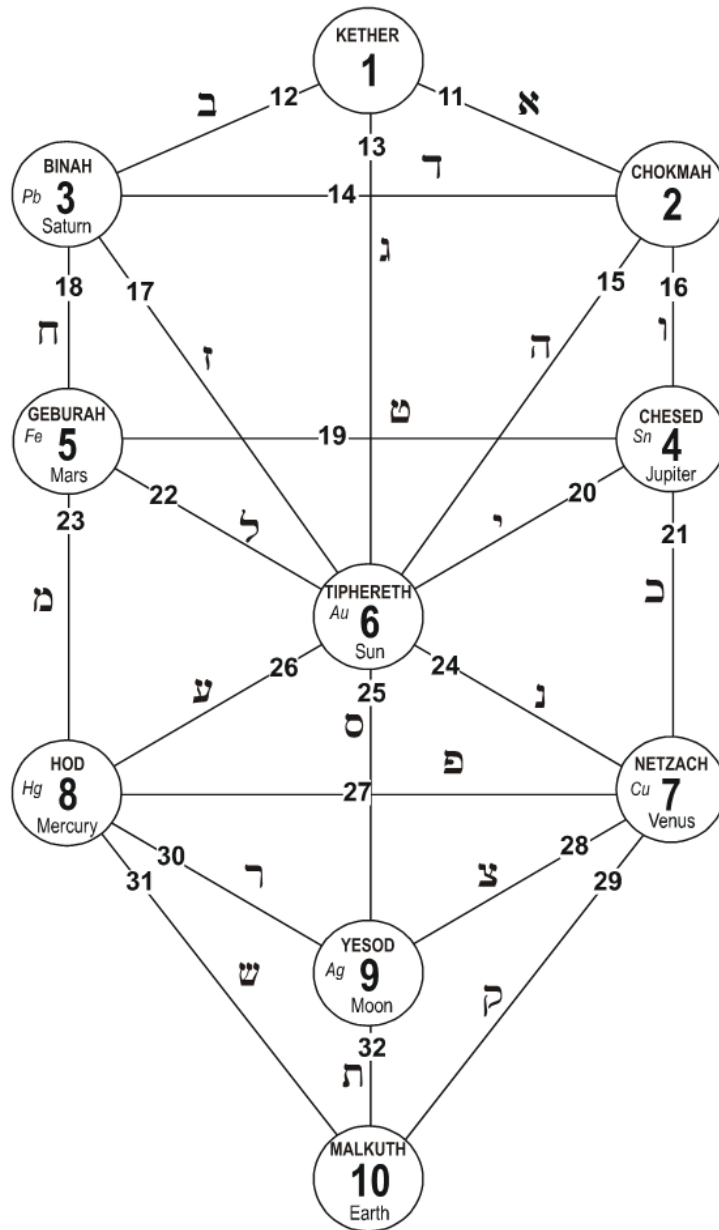 KETHER
1
ב
12
11
א
13
BINAH
Pb
3
Saturn
ד
14
CHOKMAH
2
ג
18
17
15
16
ח
ז
ה
ו
GEBURAH
Fe
5
Mars
ט
19
CHESED
Sn
4
Jupiter
22
20
23
ל
י
21
מ
כ
TIPHERETH
Au
6
Sun
26
24
25
ע
נ
ס
HOD
Hg
8
Mercury
פ
27
NETZACH
Cu
7
Venus
30
28
31
29
ר
צ
YESOD
Ag
9
Moon
ש
ק
32
ת
MALKUTH
10
Earth